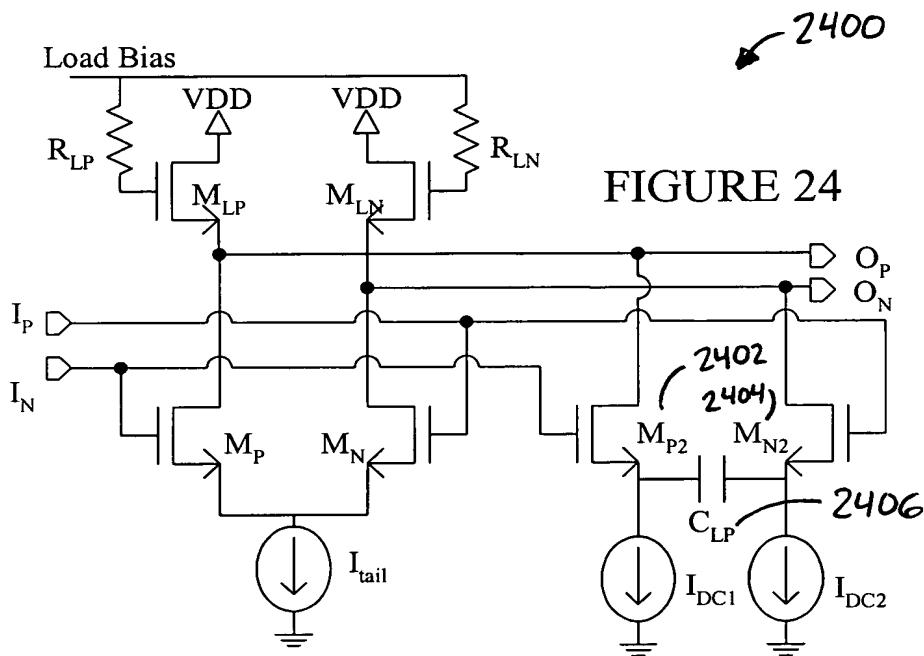 2400
Load Bias
VDD VDD
R_LP R_LN
M_LP M_LN
FIGURE 24
O_P
O_N
I_P
I_N
2402
2404
M_P M_N M_P2 M_N2
C_LP 2406
I_tail I_DC1 I_DC2